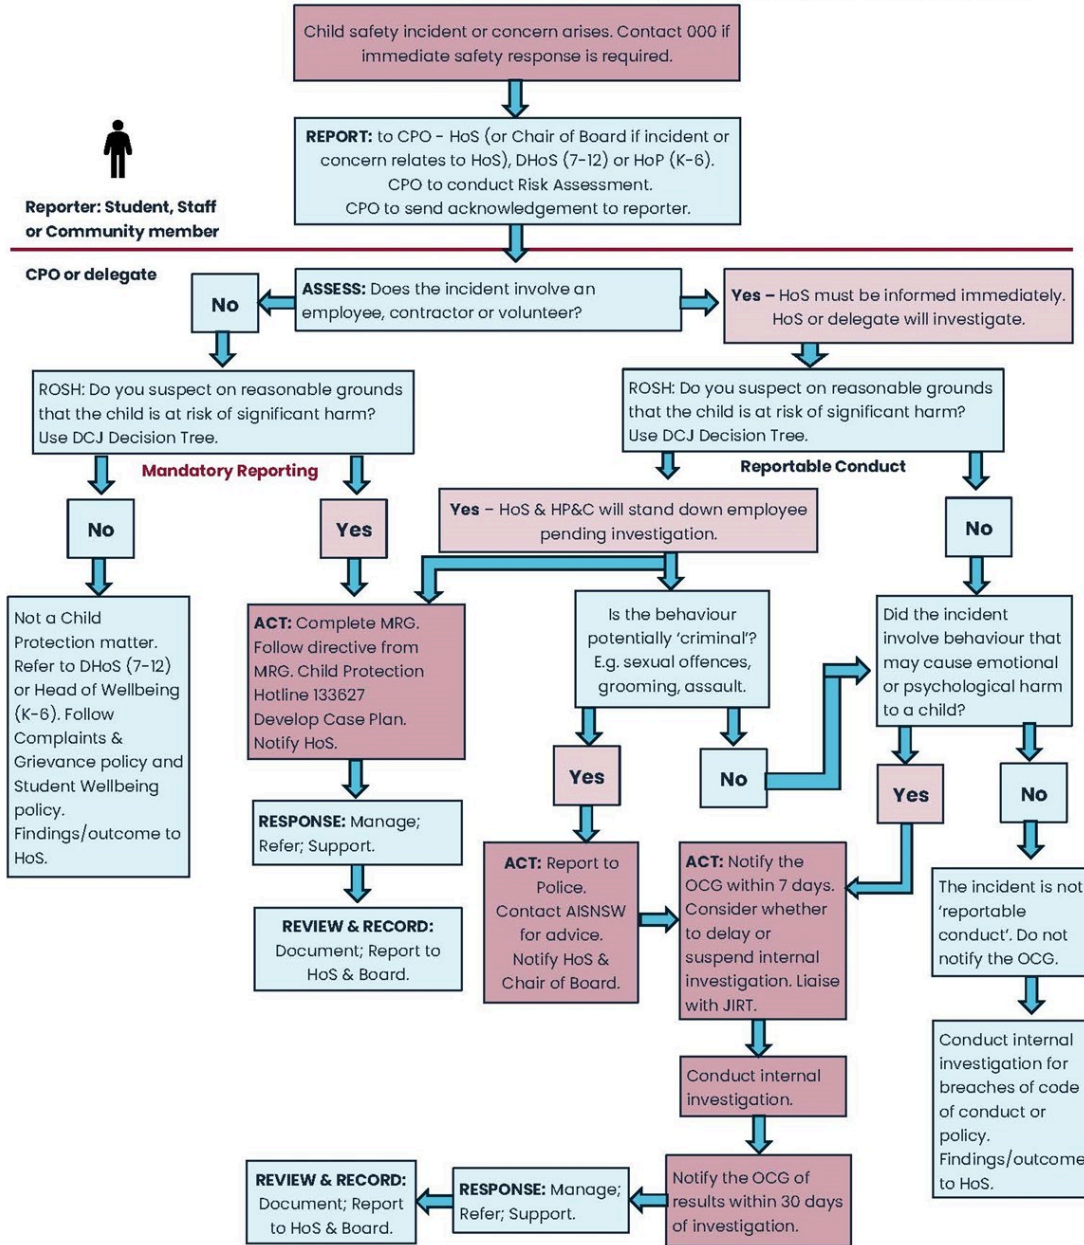 Child safety incident or concern arises. Contact 000 if
immediate safety response is required.
REPORT: to CPO - HoS (or Chair of Board if incident or
concern relates to HoS), DHoS (7-12) or HoP (K-6).
CPO to conduct Risk Assessment.
CPO to send acknowledgement to reporter.
Reporter: Student, Staff
or Community member
CPO or delegate
No
ASSESS: Does the incident involve an
employee, contractor or volunteer?
Yes – HoS must be informed immediately.
HoS or delegate will investigate.
ROSH: Do you suspect on reasonable grounds
that the child is at risk of significant harm?
Use DCJ Decision Tree.
ROSH: Do you suspect on reasonable grounds
that the child is at risk of significant harm?
Use DCJ Decision Tree.
Mandatory Reporting
Reportable Conduct
No
Yes
Yes – HoS & HP&C will stand down employee
pending investigation.
No
Not a Child
Protection matter.
Refer to DHoS (7-12)
or Head of Wellbeing
(K-6). Follow
Complaints &
Grievance policy and
Student Wellbeing
policy.
Findings/outcome to
HoS.
ACT: Complete MRG.
Follow directive from
MRG. Child Protection
Hotline 133627
Develop Case Plan.
Notify HoS.
Is the behaviour
potentially ‘criminal’?
E.g. sexual offences,
grooming, assault.
Did the incident
involve behaviour that
may cause emotional
or psychological harm
to a child?
Yes
No
Yes
No
RESPONSE: Manage;
Refer; Support.
REVIEW & RECORD:
Document; Report to
HoS & Board.
ACT: Report to
Police.
Contact AISNSW
for advice.
Notify HoS &
Chair of Board.
ACT: Notify the
OCG within 7 days.
Consider whether
to delay or
suspend internal
investigation. Liaise
with JIRT.
The incident is not
‘reportable
conduct’. Do not
notify the OCG.
Conduct internal
investigation.
Conduct internal
investigation for
breaches of code
of conduct or
policy.
Findings/outcome
to HoS.
REVIEW & RECORD:
Document; Report
to HoS & Board.
RESPONSE: Manage;
Refer; Support.
Notify the OCG of
results within 30 days
of investigation.